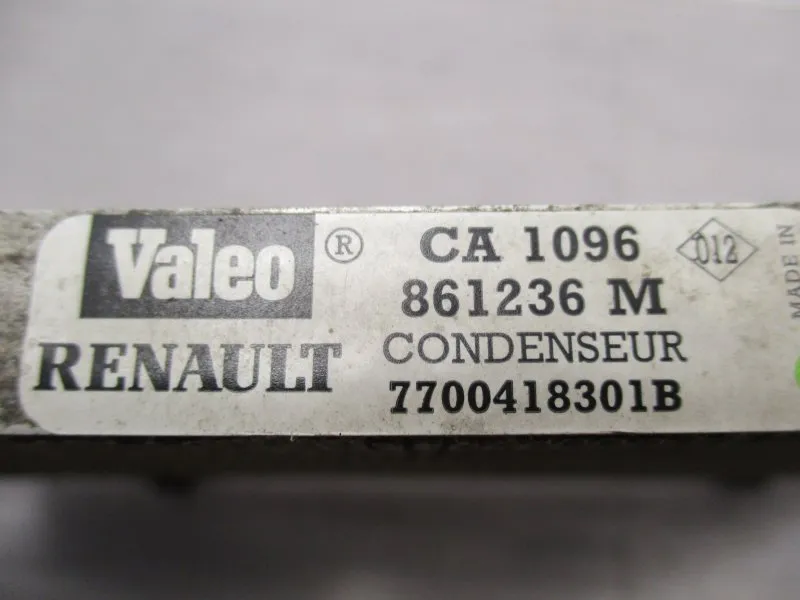 Valeo ® CA 1096 012
861236 M
RENAULT CONDENSEUR
7700418301B
MADE IN